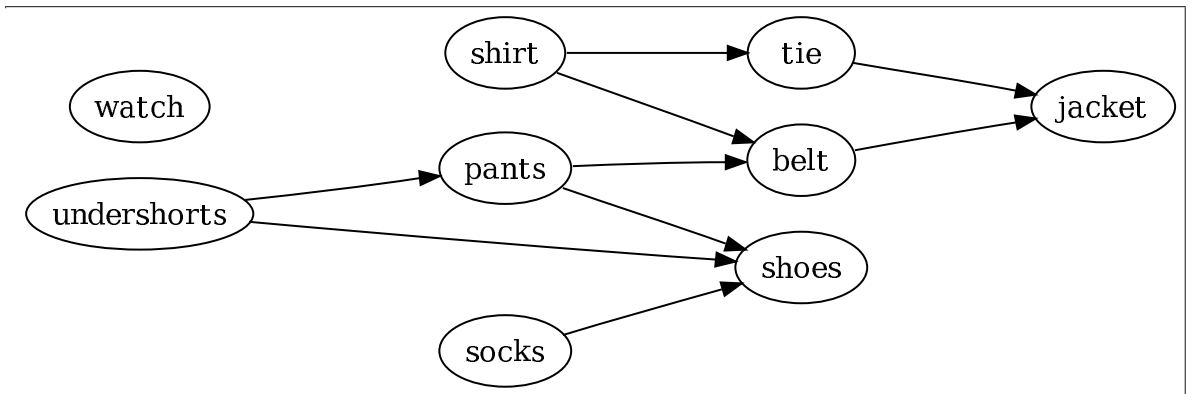 shirt
tie
watch
jacket
pants
belt
undershorts
shoes
socks